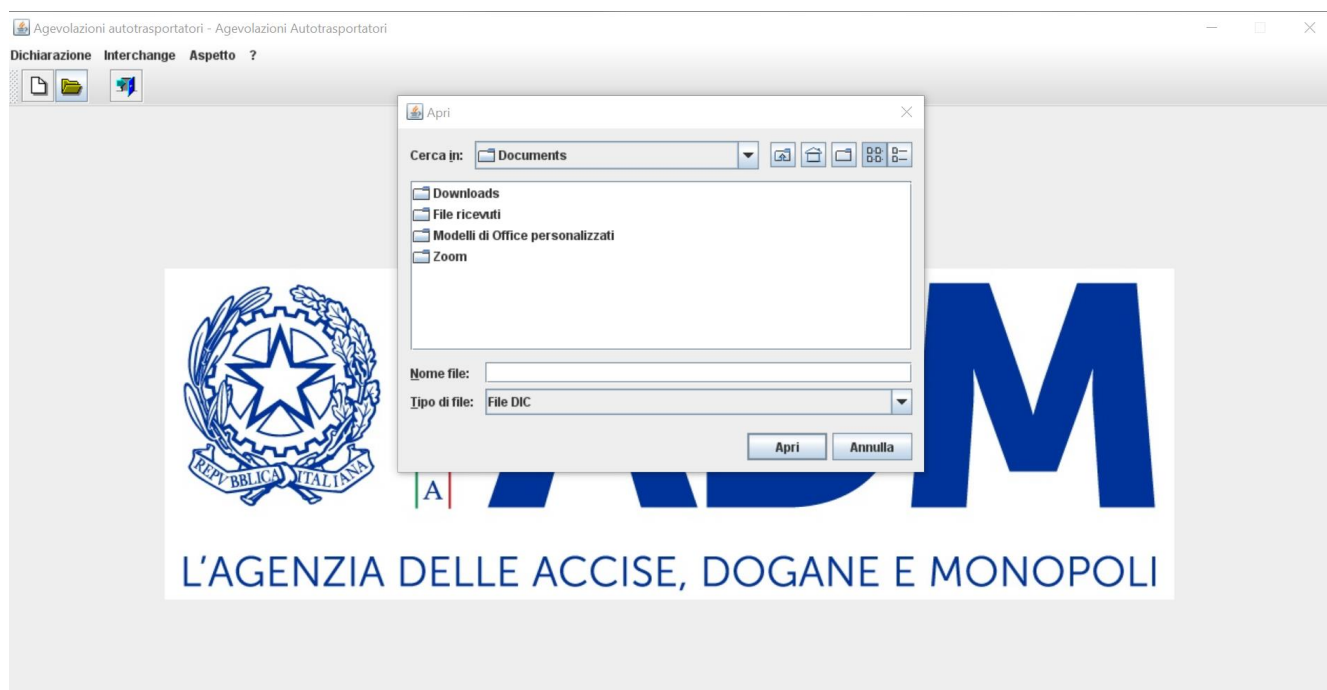 Agevolazioni autotrasportatori - Agevolazioni Autotrasportatori
Dichiarazione Interchange Aspetto ?
Apri
Cerca in: Documents
Downloads
File ricevuti
Modelli di Office personalizzati
Zoom
Nome file:
Tipo di file: File DIC
Apri Annulla
REPVBBLICA ITALIANA
A
ADM
L'AGENZIA DELLE ACCISE, DOGANE E MONOPOLI